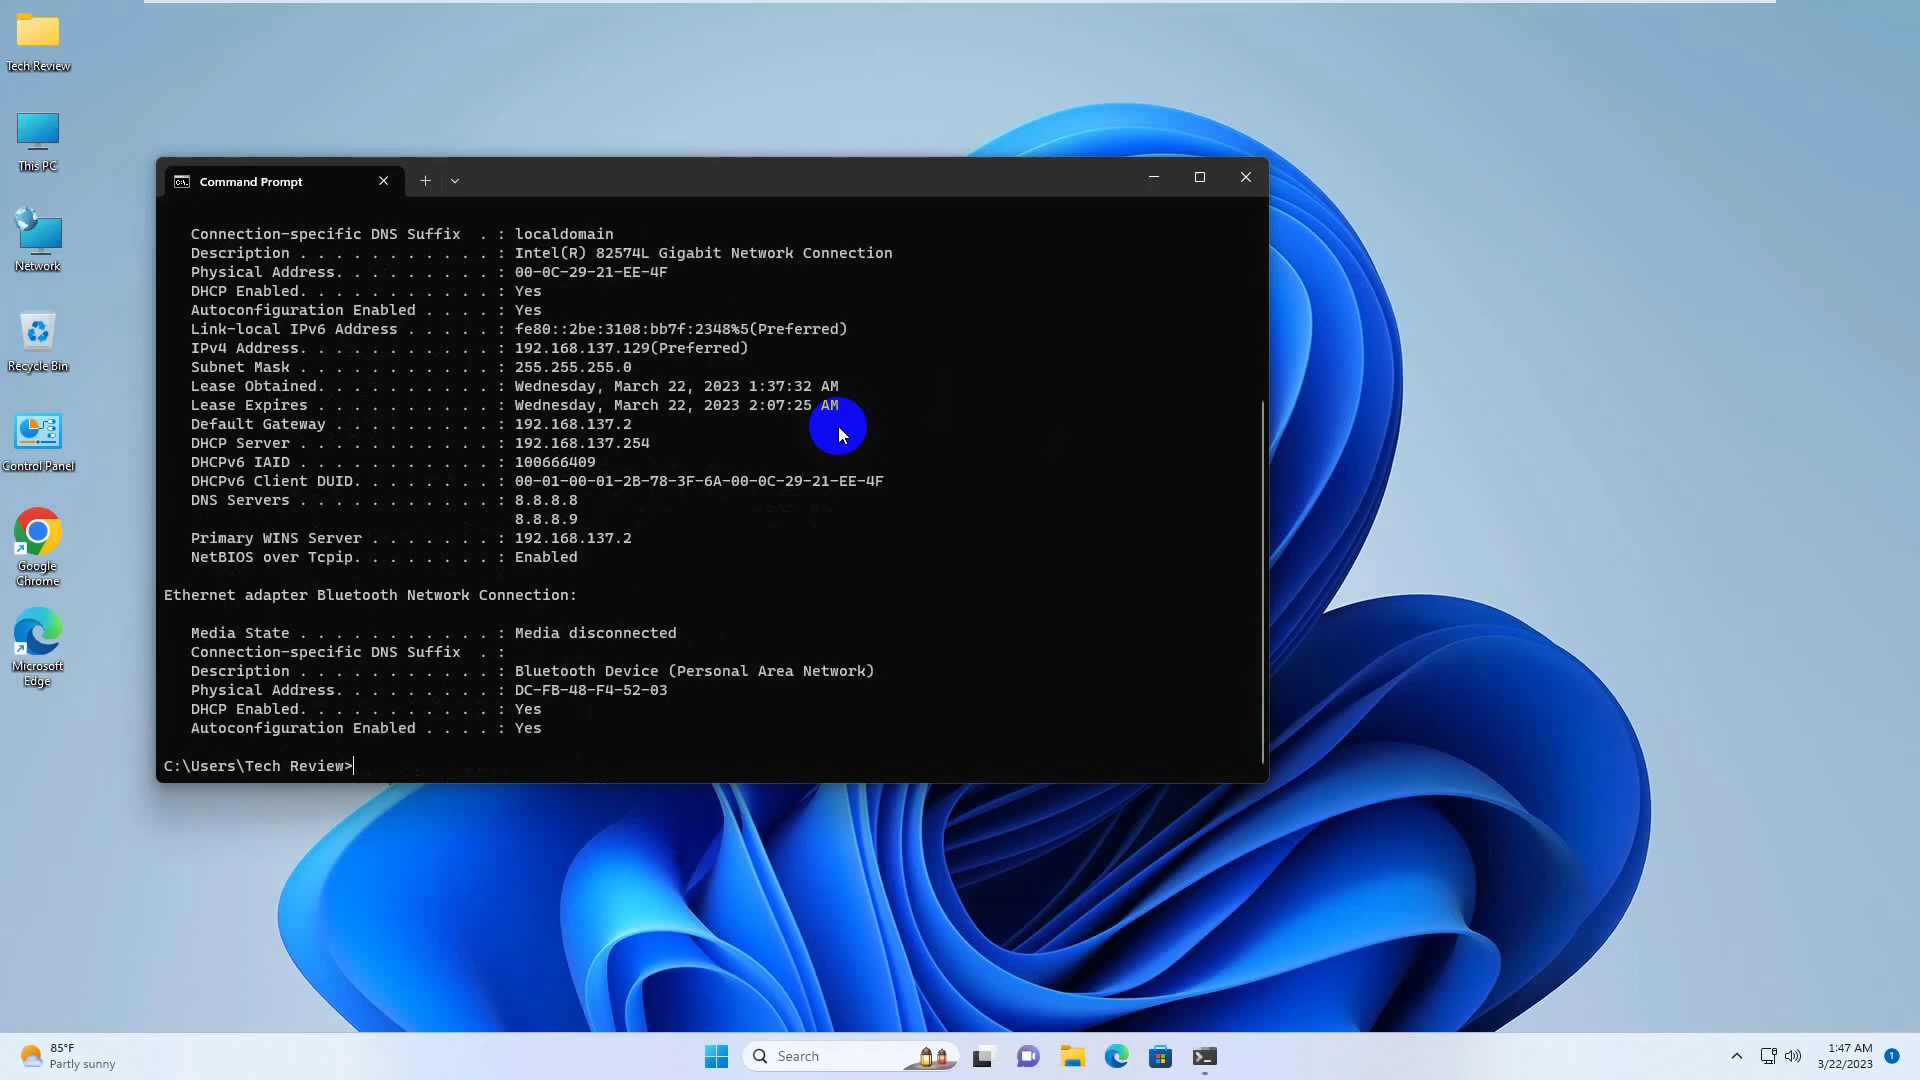 Tech Review
This PC
Network
Recycle Bin
Control Panel
Google
Chrome
Microsoft
Edge
Command Prompt
Connection-specific DNS Suffix  . : localdomain
Description . . . . . . . . . . . : Intel(R) 82574L Gigabit Network Connection
Physical Address. . . . . . . . . : 00-0C-29-21-EE-4F
DHCP Enabled. . . . . . . . . . . : Yes
Autoconfiguration Enabled . . . . : Yes
Link-local IPv6 Address . . . . . : fe80::2be:3108:bb7f:2348%5(Preferred)
IPv4 Address. . . . . . . . . . . : 192.168.137.129(Preferred)
Subnet Mask . . . . . . . . . . . : 255.255.255.0
Lease Obtained. . . . . . . . . . : Wednesday, March 22, 2023 1:37:32 AM
Lease Expires . . . . . . . . . . : Wednesday, March 22, 2023 2:07:25 AM
Default Gateway . . . . . . . . . : 192.168.137.2
DHCP Server . . . . . . . . . . . : 192.168.137.254
DHCPv6 IAID . . . . . . . . . . . : 100666409
DHCPv6 Client DUID. . . . . . . . : 00-01-00-01-2B-78-3F-6A-00-0C-29-21-EE-4F
DNS Servers . . . . . . . . . . . : 8.8.8.8
8.8.8.9
Primary WINS Server . . . . . . . : 192.168.137.2
NetBIOS over Tcpip. . . . . . . . : Enabled
Ethernet adapter Bluetooth Network Connection:
Media State . . . . . . . . . . . : Media disconnected
Connection-specific DNS Suffix  . :
Description . . . . . . . . . . . : Bluetooth Device (Personal Area Network)
Physical Address. . . . . . . . . : DC-FB-48-F4-52-03
DHCP Enabled. . . . . . . . . . . : Yes
Autoconfiguration Enabled . . . . : Yes
C:\Users\Tech Review>
85°F
Partly sunny
Search
1:47 AM
3/22/2023
1